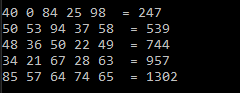 40 0 84 25 98  = 247
50 53 94 37 58  = 539
48 36 50 22 49  = 744
34 21 67 28 63  = 957
85 57 64 74 65  = 1302